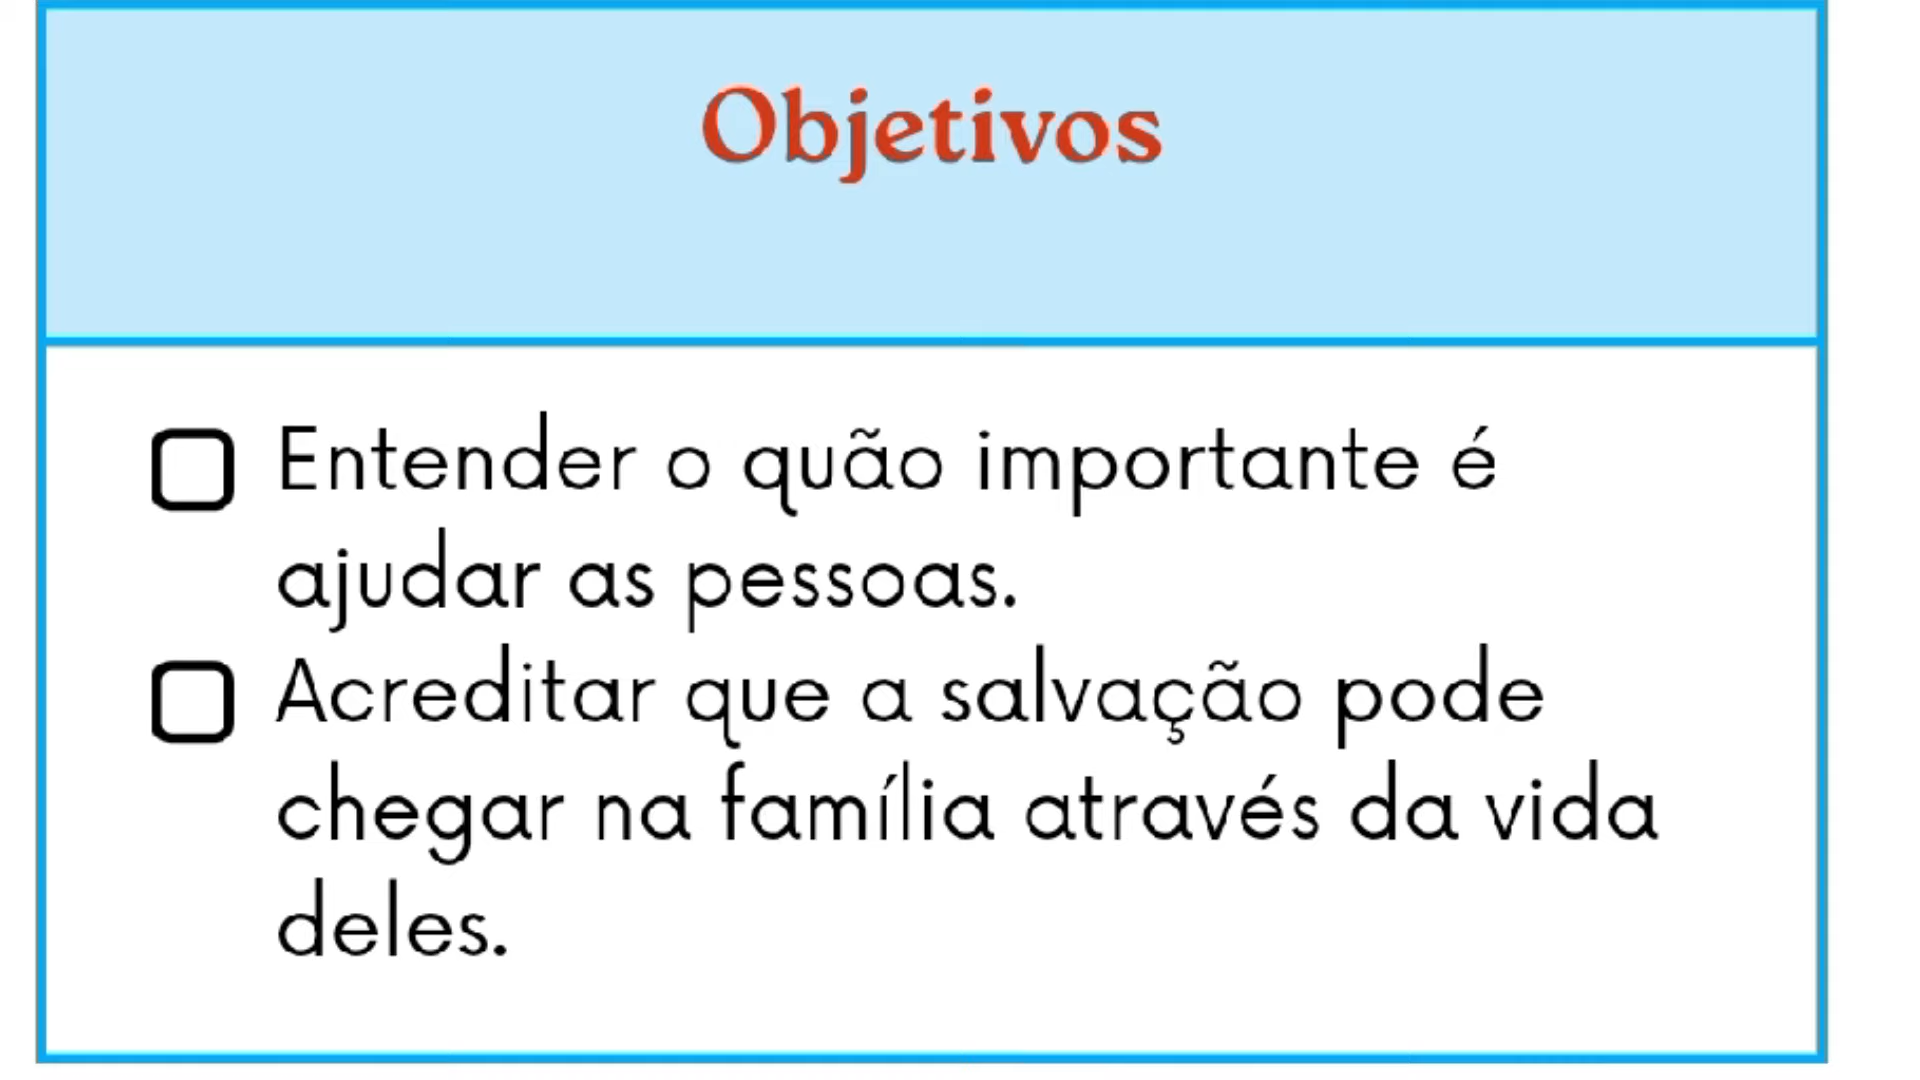 Objetivos
Entender o quão importante é
ajudar as pessoas.
Acreditar que a salvação pode
chegar na família através da vida
deles.